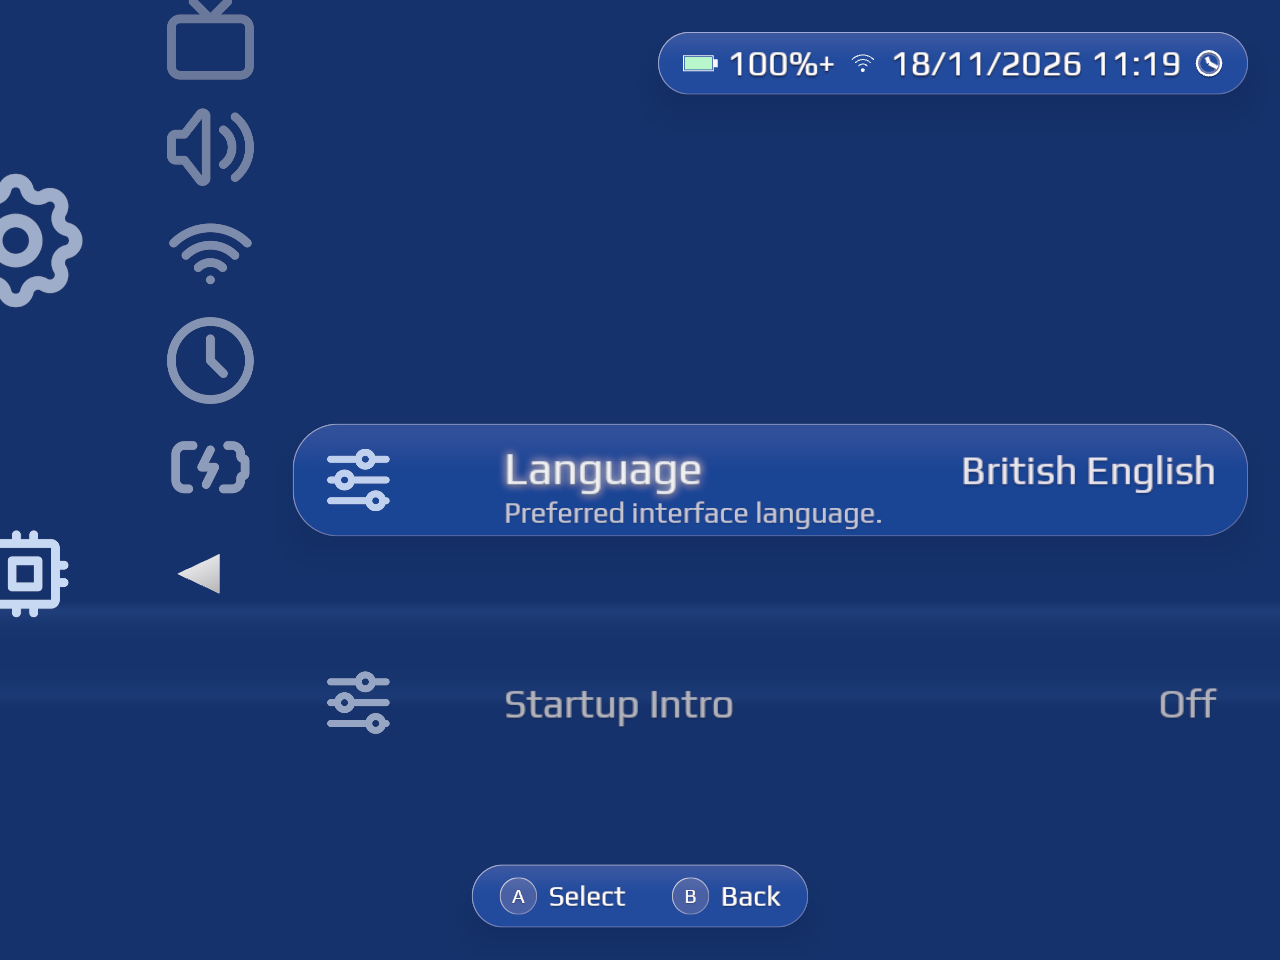 100%+ 18/11/2026 11:19
Language British English
Preferred interface language.
Startup Intro Off
A Select B Back